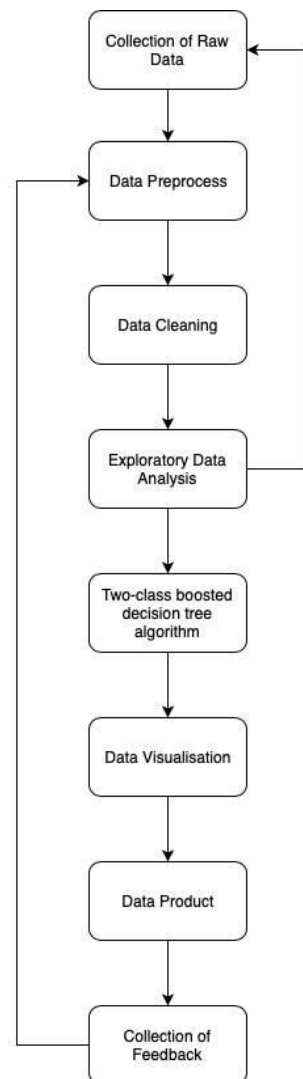 Collection of Raw
Data
Data Preprocess
Data Cleaning
Exploratory Data
Analysis
Two-class boosted
decision tree
algorithm
Data Visualisation
Data Product
Collection of
Feedback